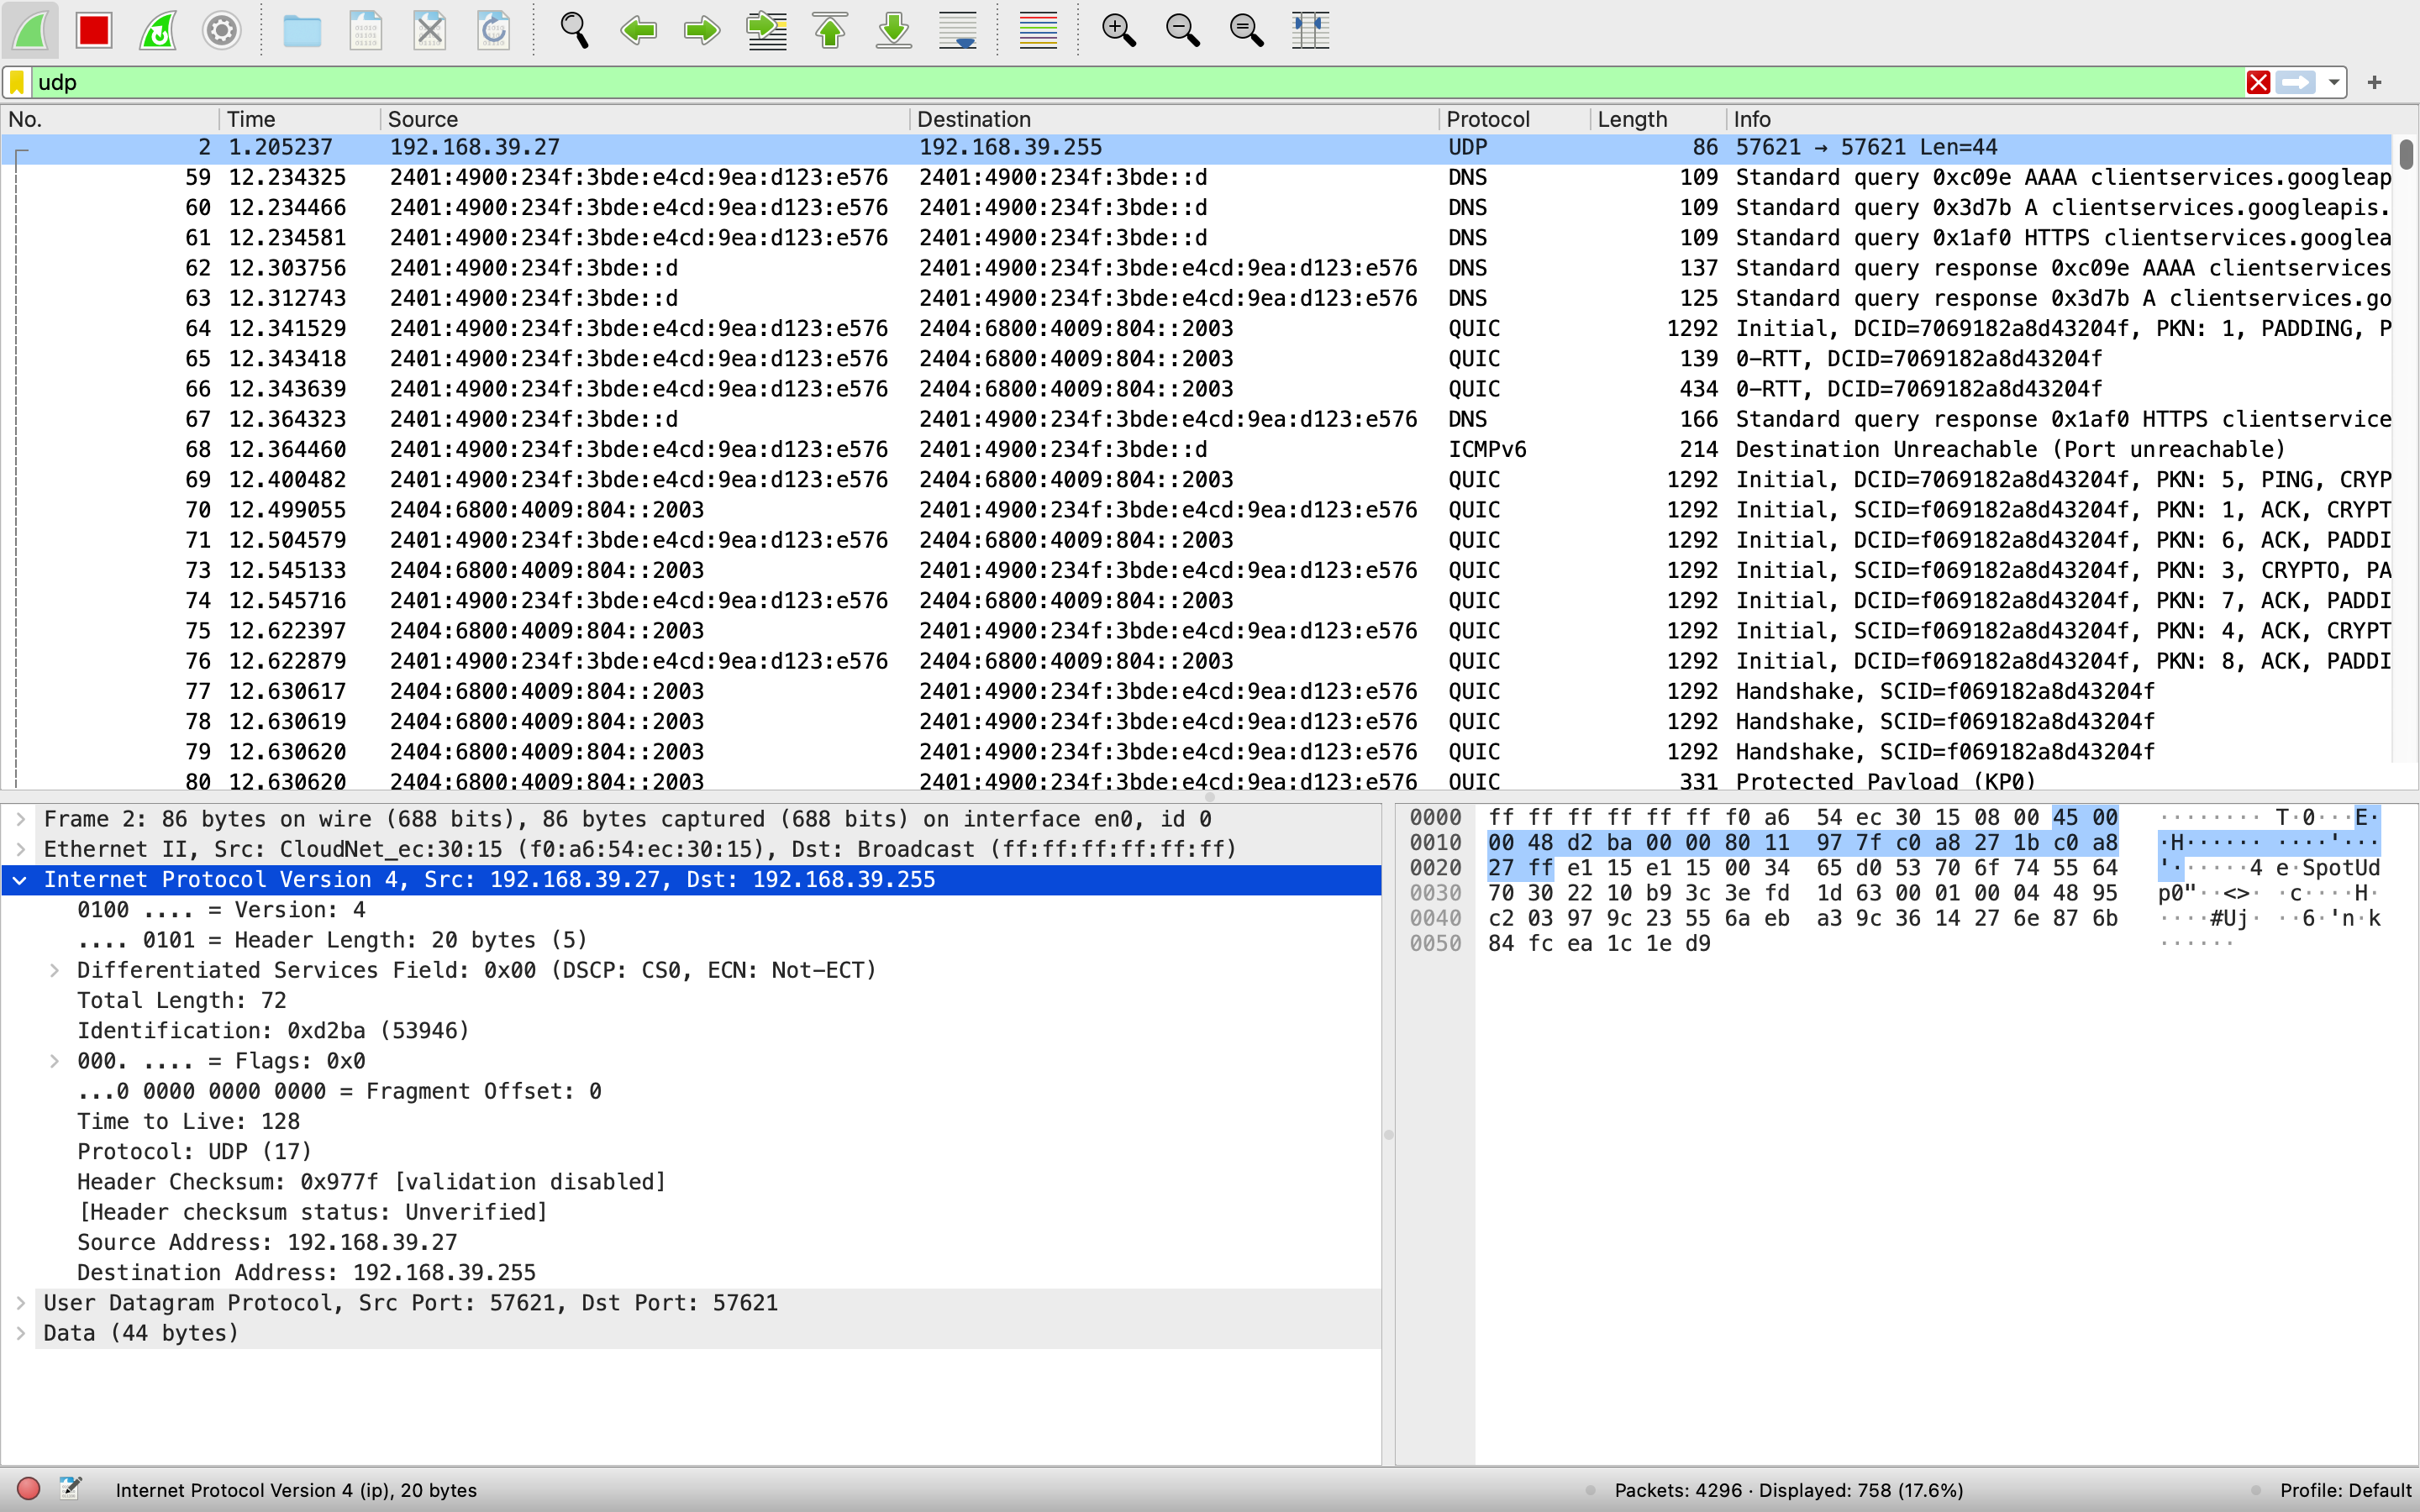 udp
No. Time Source Destination Protocol Length Info
2 1.205237 192.168.39.27 192.168.39.255 UDP 86 57621 → 57621 Len=44
59 12.234325 2401:4900:234f:3bde:e4cd:9ea:d123:e576 2401:4900:234f:3bde::d DNS 109 Standard query 0xc09e AAAA clientservices.googleap
60 12.234466 2401:4900:234f:3bde:e4cd:9ea:d123:e576 2401:4900:234f:3bde::d DNS 109 Standard query 0x3d7b A clientservices.googleapis.
61 12.234581 2401:4900:234f:3bde:e4cd:9ea:d123:e576 2401:4900:234f:3bde::d DNS 109 Standard query 0x1af0 HTTPS clientservices.googlea
62 12.303756 2401:4900:234f:3bde::d 2401:4900:234f:3bde:e4cd:9ea:d123:e576 DNS 137 Standard query response 0xc09e AAAA clientservices
63 12.312743 2401:4900:234f:3bde::d 2401:4900:234f:3bde:e4cd:9ea:d123:e576 DNS 125 Standard query response 0x3d7b A clientservices.go
64 12.341529 2401:4900:234f:3bde:e4cd:9ea:d123:e576 2404:6800:4009:804::2003 QUIC 1292 Initial, DCID=7069182a8d43204f, PKN: 1, PADDING, P
65 12.343418 2401:4900:234f:3bde:e4cd:9ea:d123:e576 2404:6800:4009:804::2003 QUIC 139 0-RTT, DCID=7069182a8d43204f
66 12.343639 2401:4900:234f:3bde:e4cd:9ea:d123:e576 2404:6800:4009:804::2003 QUIC 434 0-RTT, DCID=7069182a8d43204f
67 12.364323 2401:4900:234f:3bde::d 2401:4900:234f:3bde:e4cd:9ea:d123:e576 DNS 166 Standard query response 0x1af0 HTTPS clientservice
68 12.364460 2401:4900:234f:3bde:e4cd:9ea:d123:e576 2401:4900:234f:3bde::d ICMPv6 214 Destination Unreachable (Port unreachable)
69 12.400482 2401:4900:234f:3bde:e4cd:9ea:d123:e576 2404:6800:4009:804::2003 QUIC 1292 Initial, DCID=7069182a8d43204f, PKN: 5, PING, CRYP
70 12.499055 2404:6800:4009:804::2003 2401:4900:234f:3bde:e4cd:9ea:d123:e576 QUIC 1292 Initial, SCID=f069182a8d43204f, PKN: 1, ACK, CRYPT
71 12.504579 2401:4900:234f:3bde:e4cd:9ea:d123:e576 2404:6800:4009:804::2003 QUIC 1292 Initial, DCID=f069182a8d43204f, PKN: 6, ACK, PADDI
73 12.545133 2404:6800:4009:804::2003 2401:4900:234f:3bde:e4cd:9ea:d123:e576 QUIC 1292 Initial, SCID=f069182a8d43204f, PKN: 3, CRYPTO, PA
74 12.545716 2401:4900:234f:3bde:e4cd:9ea:d123:e576 2404:6800:4009:804::2003 QUIC 1292 Initial, DCID=f069182a8d43204f, PKN: 7, ACK, PADDI
75 12.622397 2404:6800:4009:804::2003 2401:4900:234f:3bde:e4cd:9ea:d123:e576 QUIC 1292 Initial, SCID=f069182a8d43204f, PKN: 4, ACK, CRYPT
76 12.622879 2401:4900:234f:3bde:e4cd:9ea:d123:e576 2404:6800:4009:804::2003 QUIC 1292 Initial, DCID=f069182a8d43204f, PKN: 8, ACK, PADDI
77 12.630617 2404:6800:4009:804::2003 2401:4900:234f:3bde:e4cd:9ea:d123:e576 QUIC 1292 Handshake, SCID=f069182a8d43204f
78 12.630619 2404:6800:4009:804::2003 2401:4900:234f:3bde:e4cd:9ea:d123:e576 QUIC 1292 Handshake, SCID=f069182a8d43204f
79 12.630620 2404:6800:4009:804::2003 2401:4900:234f:3bde:e4cd:9ea:d123:e576 QUIC 1292 Handshake, SCID=f069182a8d43204f
80 12.630620 2404:6800:4009:804::2003 2401:4900:234f:3bde:e4cd:9ea:d123:e576 QUIC 331 Protected Payload (KP0)
Frame 2: 86 bytes on wire (688 bits), 86 bytes captured (688 bits) on interface en0, id 0
Ethernet II, Src: CloudNet_ec:30:15 (f0:a6:54:ec:30:15), Dst: Broadcast (ff:ff:ff:ff:ff:ff)
Internet Protocol Version 4, Src: 192.168.39.27, Dst: 192.168.39.255
0100 .... = Version: 4
.... 0101 = Header Length: 20 bytes (5)
Differentiated Services Field: 0x00 (DSCP: CS0, ECN: Not-ECT)
Total Length: 72
Identification: 0xd2ba (53946)
000. .... = Flags: 0x0
...0 0000 0000 0000 = Fragment Offset: 0
Time to Live: 128
Protocol: UDP (17)
Header Checksum: 0x977f [validation disabled]
[Header checksum status: Unverified]
Source Address: 192.168.39.27
Destination Address: 192.168.39.255
User Datagram Protocol, Src Port: 57621, Dst Port: 57621
Data (44 bytes)
0000 ff ff ff ff ff ff f0 a6 54 ec 30 15 08 00 45 00 ········ T·0···E·
0010 00 48 d2 ba 00 00 80 11 97 7f c0 a8 27 1b c0 a8 ·H······ ····'···
0020 27 ff e1 15 e1 15 00 34 65 d0 53 70 6f 74 55 64 '······4 e·SpotUd
0030 70 30 22 10 b9 3c 3e fd 1d 63 00 01 00 04 48 95 p0"··<>· ·c····H·
0040 c2 03 97 9c 23 55 6a eb a3 9c 36 14 27 6e 87 6b ····#Uj· ··6·'n·k
0050 84 fc ea 1c 1e d9 ······
Internet Protocol Version 4 (ip), 20 bytes
Packets: 4296 · Displayed: 758 (17.6%)
Profile: Default